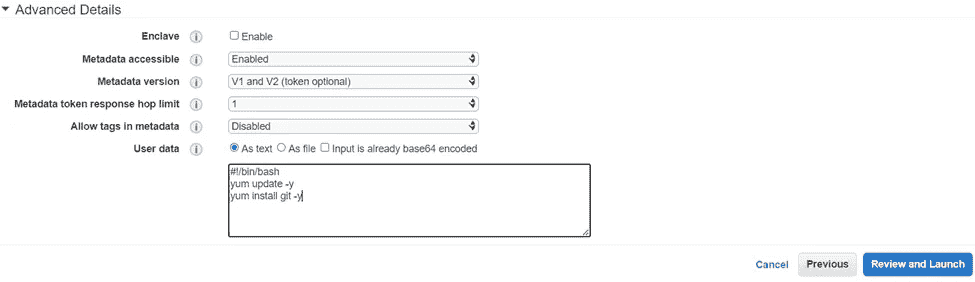 Advanced Details
Enclave Enable
Metadata accessible Enabled
Metadata version V1 and V2 (token optional)
Metadata token response hop limit 1
Allow tags in metadata Disabled
User data As text As file Input is already base64 encoded
#!/bin/bash
yum update -y
yum install git -y
Cancel Previous Review and Launch